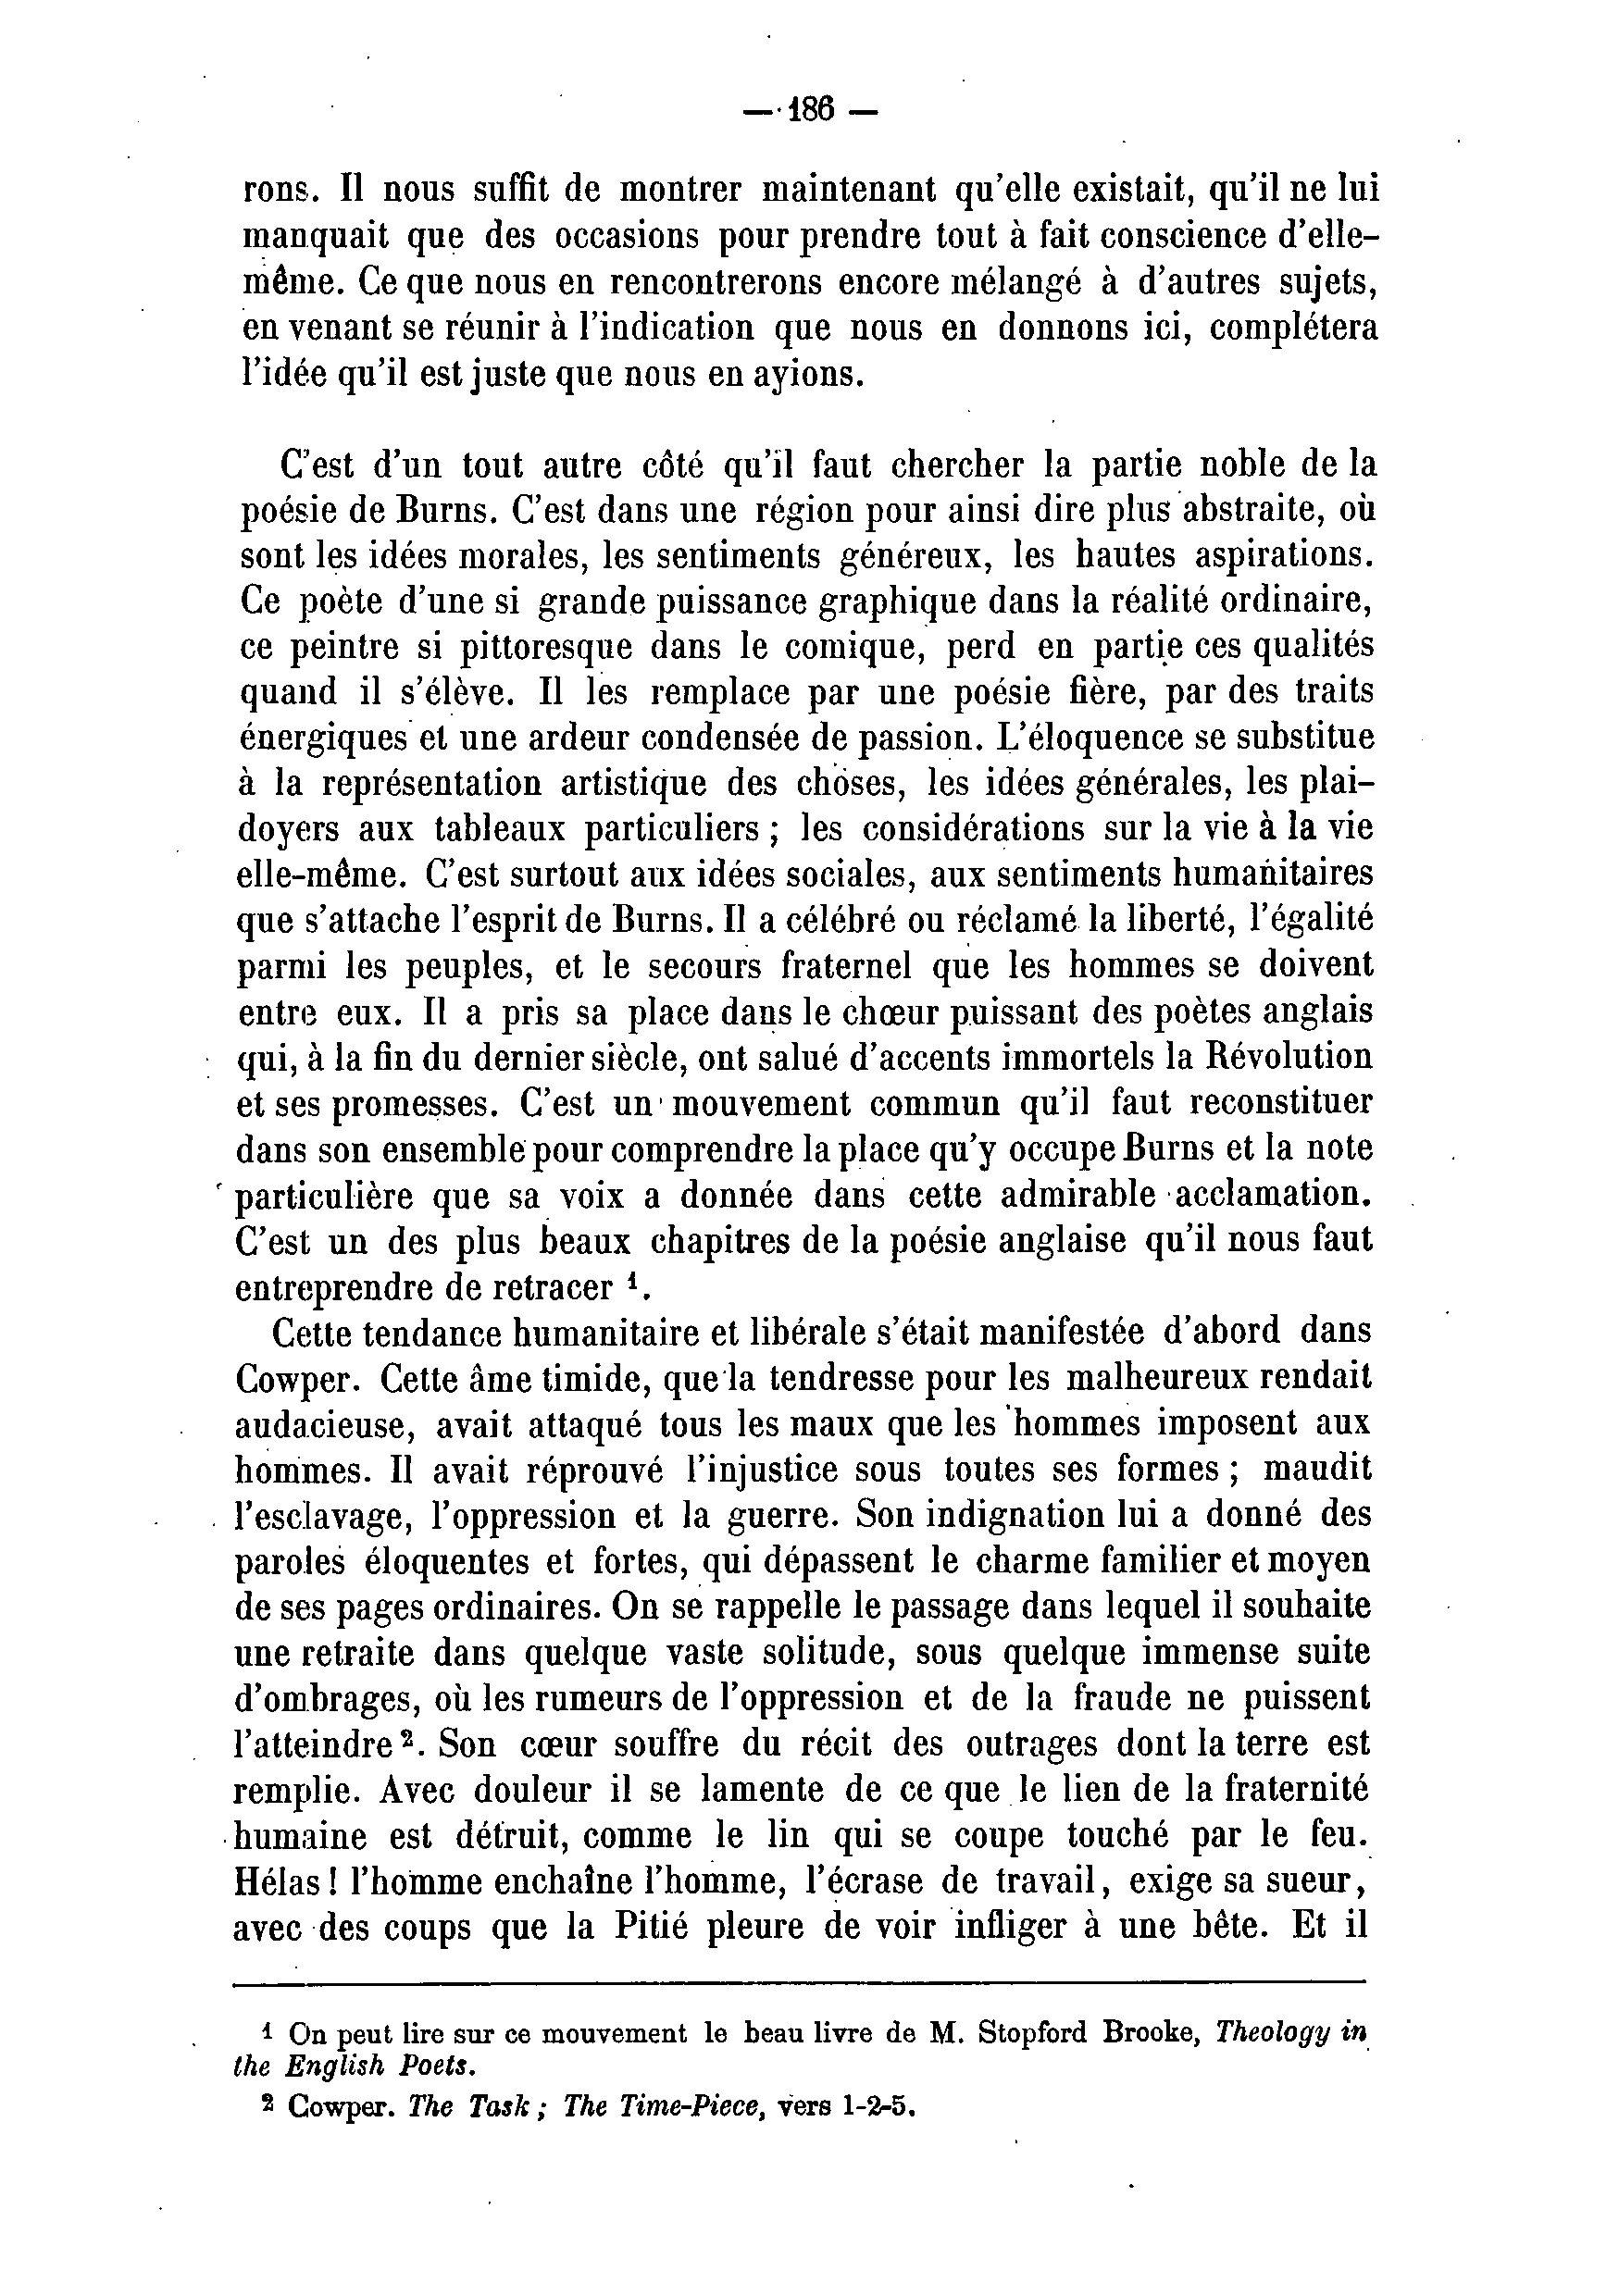 — 186 —
rons. Il nous suffit de montrer maintenant qu'elle existait, qu'il ne lui
manquait que des occasions pour prendre tout à fait conscience d'elle-
même. Ce que nous en rencontrerons encore mélangé à d'autres sujets,
en venant se réunir à l'indication que nous en donnons ici, complétera
l'idée qu'il est juste que nous en ayions.
C'est d'un tout autre côté qu'il faut chercher la partie noble de la
poésie de Burns. C'est dans une région pour ainsi dire plus abstraite, où
sont les idées morales, les sentiments généreux, les hautes aspirations.
Ce poète d'une si grande puissance graphique dans la réalité ordinaire,
ce peintre si pittoresque dans le comique, perd en partie ces qualités
quand il s'élève. Il les remplace par une poésie fière, par des traits
énergiques et une ardeur condensée de passion. L'éloquence se substitue
à la représentation artistique des choses, les idées générales, les plai-
doyers aux tableaux particuliers ; les considérations sur la vie à la vie
elle-même. C'est surtout aux idées sociales, aux sentiments humanitaires
que s'attache l'esprit de Burns. Il a célébré ou réclamé la liberté, l'égalité
parmi les peuples, et le secours fraternel que les hommes se doivent
entre eux. Il a pris sa place dans le chœur puissant des poètes anglais
qui, à la fin du dernier siècle, ont salué d'accents immortels la Révolution
et ses promesses. C'est un mouvement commun qu'il faut reconstituer
dans son ensemble pour comprendre la place qu'y occupe Burns et la note
particulière que sa voix a donnée dans cette admirable acclamation.
C'est un des plus beaux chapitres de la poésie anglaise qu'il nous faut
entreprendre de retracer ¹.
Cette tendance humanitaire et libérale s'était manifestée d'abord dans
Cowper. Cette âme timide, que la tendresse pour les malheureux rendait
audacieuse, avait attaqué tous les maux que les hommes imposent aux
hommes. Il avait réprouvé l'injustice sous toutes ses formes ; maudit
l'esclavage, l'oppression et la guerre. Son indignation lui a donné des
paroles éloquentes et fortes, qui dépassent le charme familier et moyen
de ses pages ordinaires. On se rappelle le passage dans lequel il souhaite
une retraite dans quelque vaste solitude, sous quelque immense suite
d'ombrages, où les rumeurs de l'oppression et de la fraude ne puissent
l'atteindre ². Son cœur souffre du récit des outrages dont la terre est
remplie. Avec douleur il se lamente de ce que le lien de la fraternité
humaine est détruit, comme le lin qui se coupe touché par le feu.
Hélas ! l'homme enchaîne l'homme, l'écrase de travail, exige sa sueur,
avec des coups que la Pitié pleure de voir infliger à une bête. Et il
¹ On peut lire sur ce mouvement le beau livre de M. Stopford Brooke, Theology in
the English Poets.
² Cowper. The Task ; The Time-Piece, vers 1-2-5.